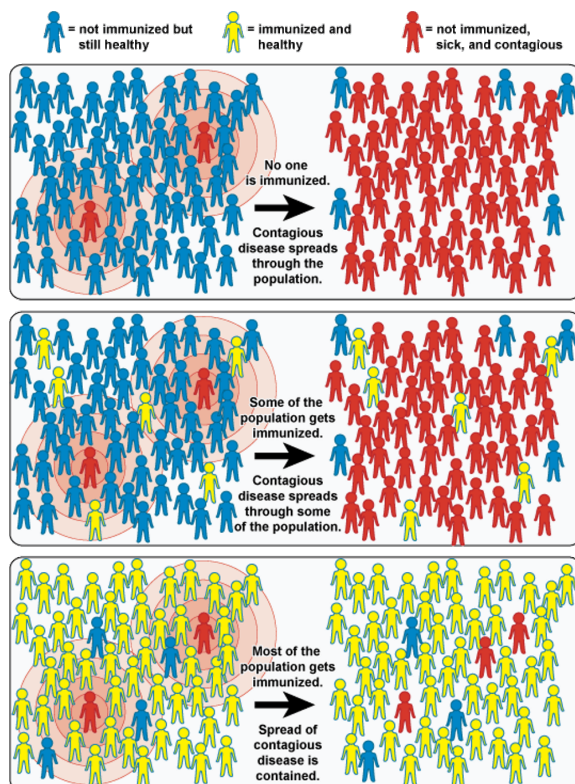 = not immunized but
still healthy
= immunized and
healthy
= not immunized,
sick, and contagious
No one
is immunized.
Contagious
disease spreads
through the
population.
Some of the
population gets
immunized.
Contagious
disease spreads
through some
of the population.
Most of the
population gets
immunized.
Spread of
contagious
disease is
contained.